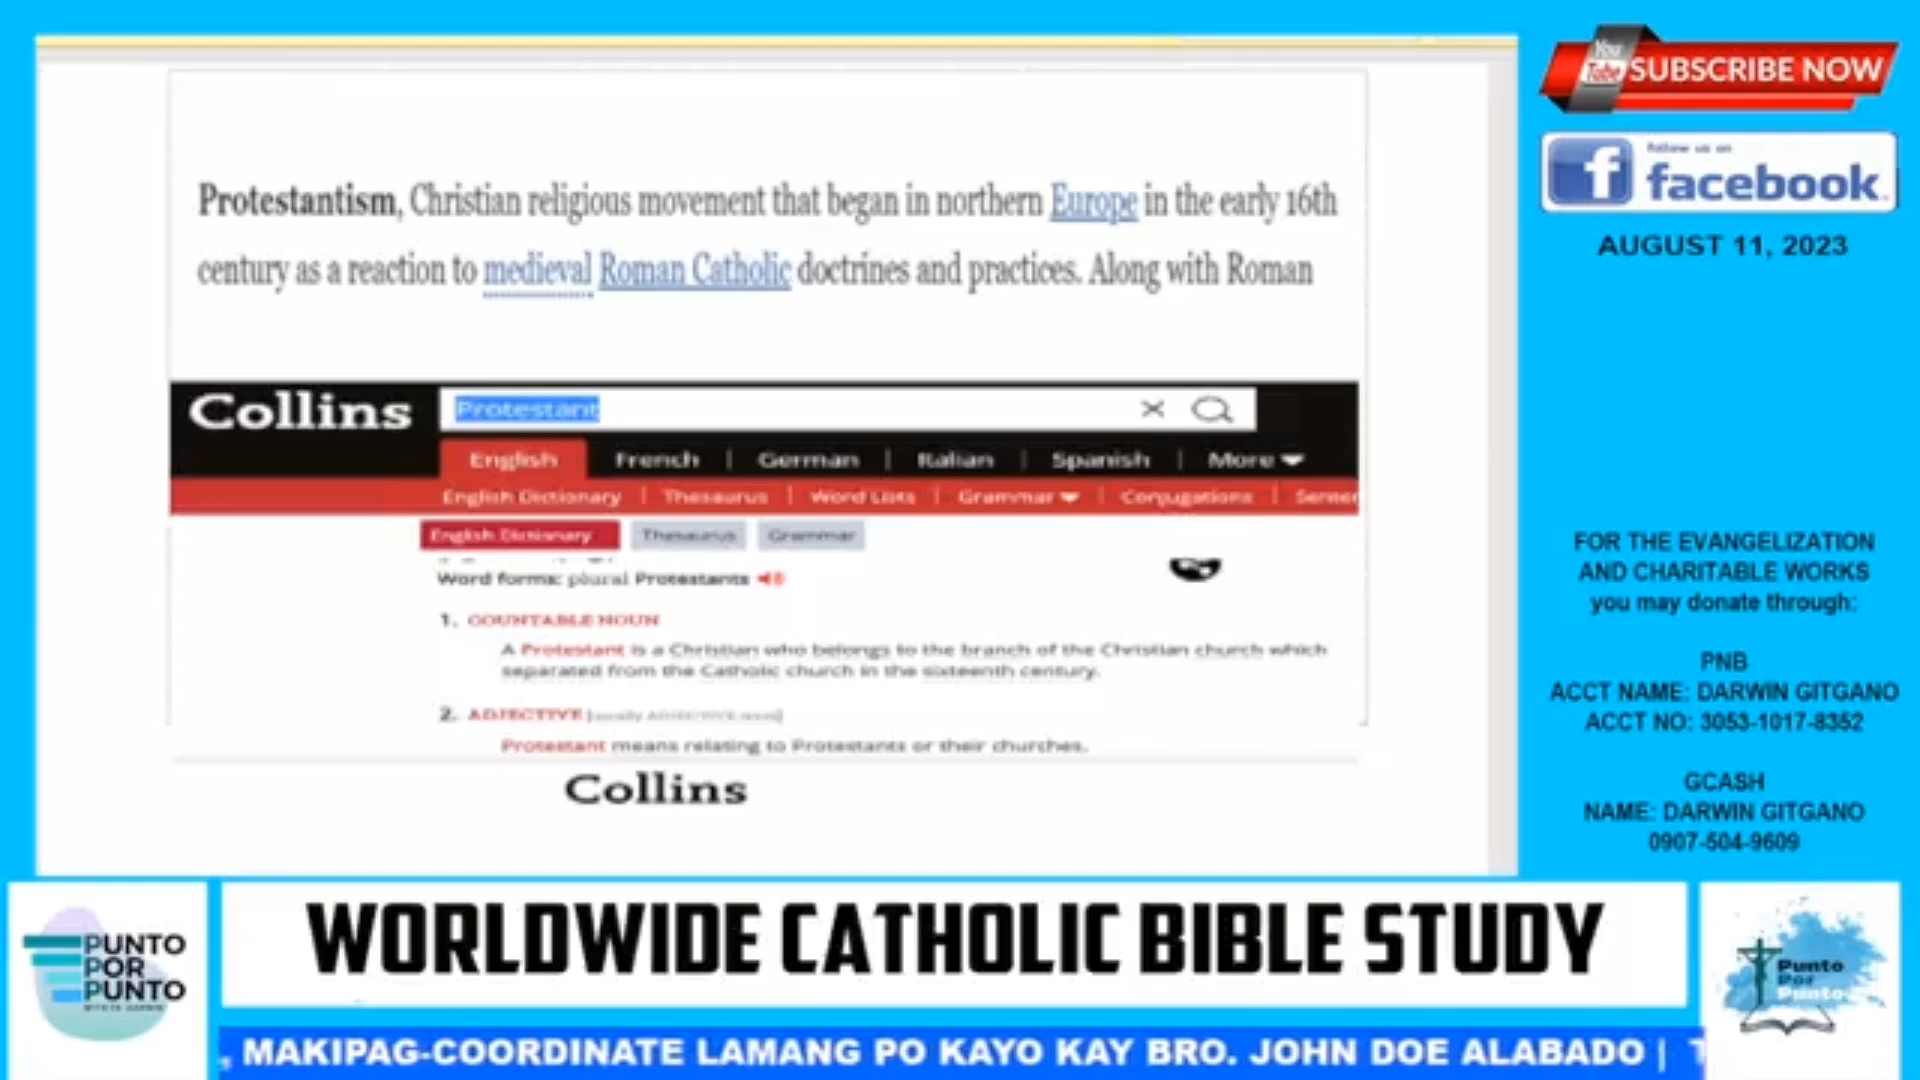 Protestantism, Christian religious movement that began in northern Europe in the early 16th
century as a reaction to medieval Roman Catholic doctrines and practices. Along with Roman
Collins
Protestant
English | French | German | Italian | Spanish | More
English Dictionary | Thesaurus | Word Lists | Grammar | Conjugations | Senten
English Dictionary Thesaurus Grammar
Word forms: plural Protestants
1. COUNTABLE NOUN
A Protestant is a Christian who belongs to the branch of the Christian church which
separated from the Catholic church in the sixteenth century.
2. ADJECTIVE
Protestant means relating to Protestants or their churches.
Collins
You
Tube
SUBSCRIBE NOW
follow us on
facebook.
AUGUST 11, 2023
FOR THE EVANGELIZATION
AND CHARITABLE WORKS
you may donate through:
PNB
ACCT NAME: DARWIN GITGANO
ACCT NO: 3053-1017-8352
GCASH
NAME: DARWIN GITGANO
0907-504-9609
PUNTO
POR
PUNTO
WORLDWIDE CATHOLIC BIBLE STUDY
Punto
Por
Punto
, MAKIPAG-COORDINATE LAMANG PO KAYO KAY BRO. JOHN DOE ALABADO | T